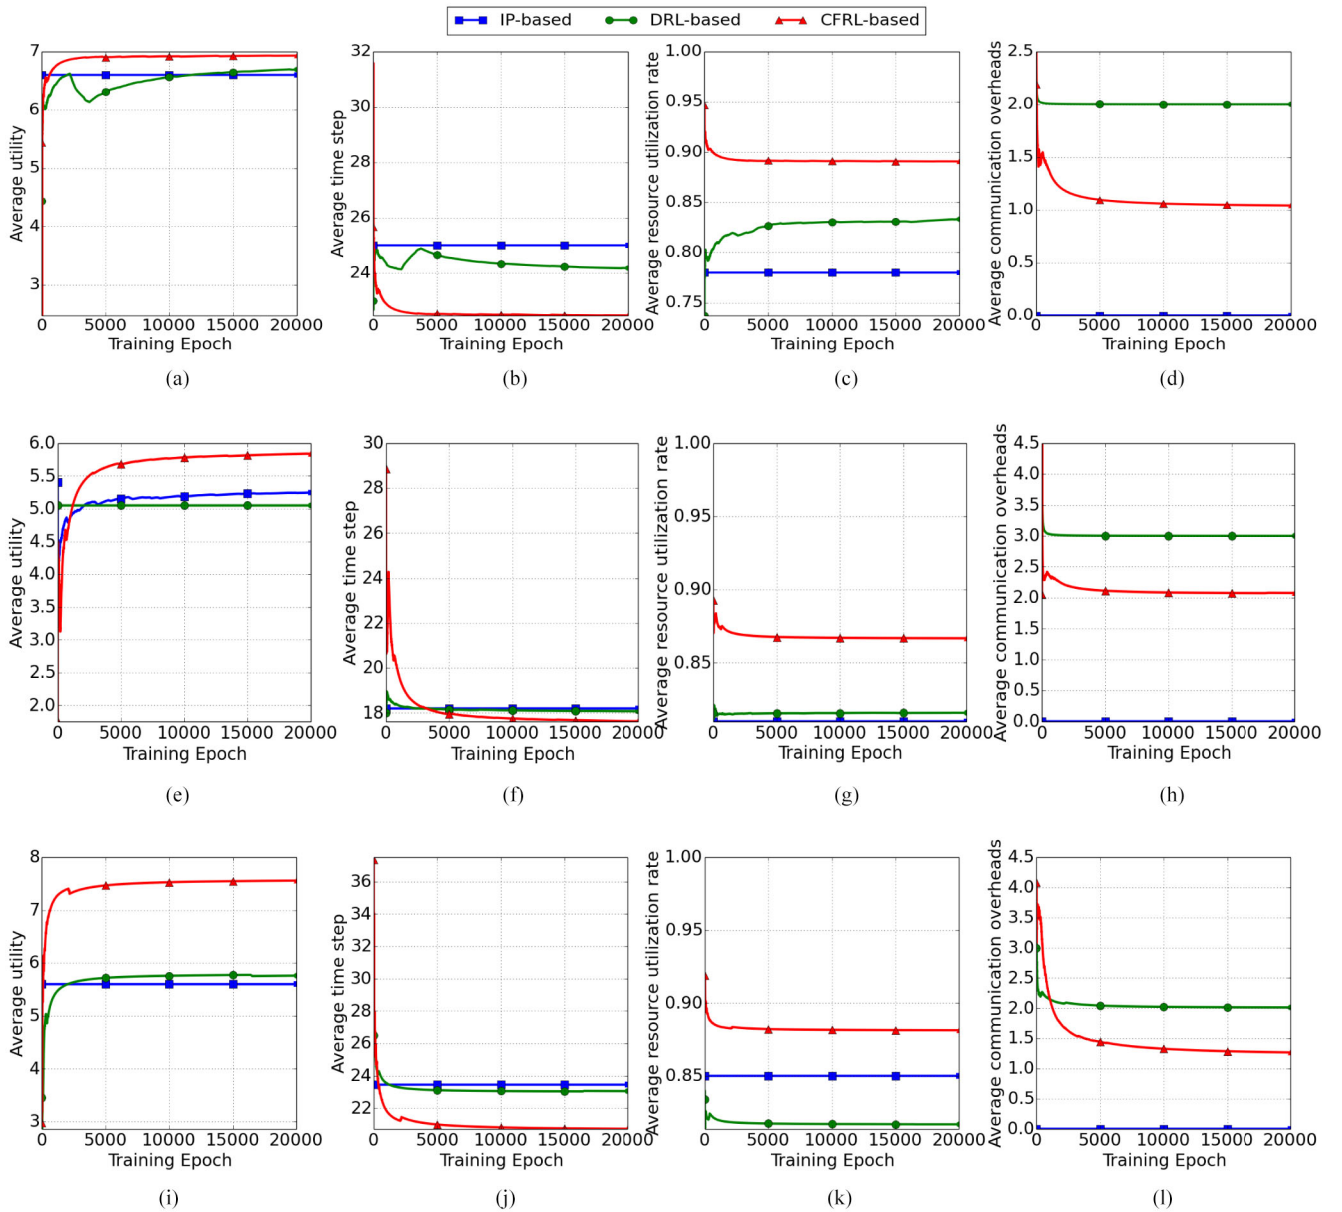 IP-based DRL-based CFRL-based
7
6
5
4
3
Average utility
0 5000 10000 15000 20000
Training Epoch
(a)
32
30
28
26
24
Average time step
0 5000 10000 15000 20000
Training Epoch
(b)
1.00
0.95
0.90
0.85
0.80
0.75
Average resource utilization rate
0 5000 10000 15000 20000
Training Epoch
(c)
2.5
2.0
1.5
1.0
0.5
0.0
Average communication overheads
0 5000 10000 15000 20000
Training Epoch
(d)
6.0
5.5
5.0
4.5
4.0
3.5
3.0
2.5
2.0
Average utility
0 5000 10000 15000 20000
Training Epoch
(e)
30
28
26
24
22
20
18
Average time step
0 5000 10000 15000 20000
Training Epoch
(f)
1.00
0.95
0.90
0.85
Average resource utilization rate
0 5000 10000 15000 20000
Training Epoch
(g)
4.5
4.0
3.5
3.0
2.5
2.0
1.5
1.0
0.5
0.0
Average communication overheads
0 5000 10000 15000 20000
Training Epoch
(h)
8
7
6
5
4
3
Average utility
0 5000 10000 15000 20000
Training Epoch
(i)
36
34
32
30
28
26
24
22
Average time step
0 5000 10000 15000 20000
Training Epoch
(j)
1.00
0.95
0.90
0.85
Average resource utilization rate
0 5000 10000 15000 20000
Training Epoch
(k)
4.5
4.0
3.5
3.0
2.5
2.0
1.5
1.0
0.5
0.0
Average communication overheads
0 5000 10000 15000 20000
Training Epoch
(l)